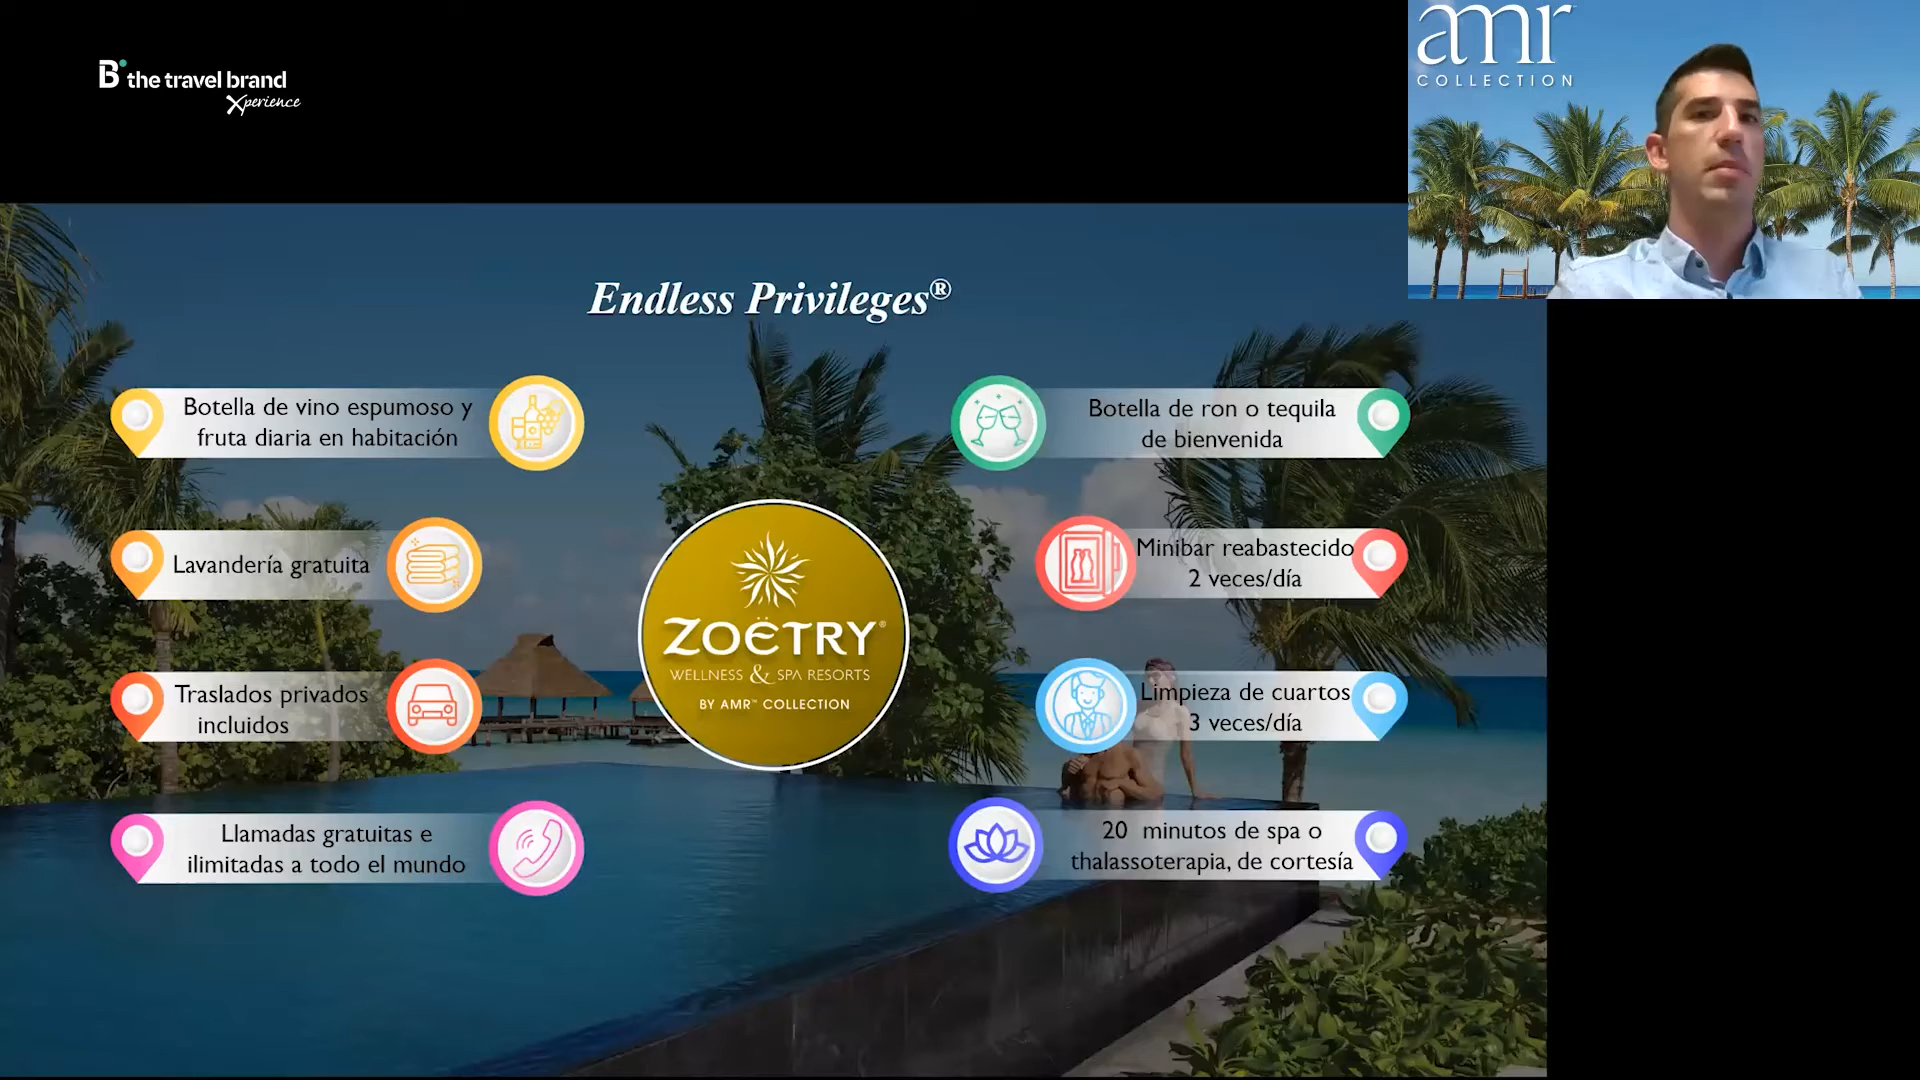 B the travel brand
Xperience
amr
COLLECTION
Endless Privileges®
Botella de vino espumoso y
fruta diaria en habitación
Botella de ron o tequila
de bienvenida
Lavandería gratuita
Minibar reabastecido
2 veces/día
Traslados privados
incluidos
Limpieza de cuartos
3 veces/día
Llamadas gratuitas e
ilimitadas a todo el mundo
20 minutos de spa o
thalassoterapia, de cortesía
ZOËTRY®
WELLNESS & SPA RESORTS
BY AMR™ COLLECTION